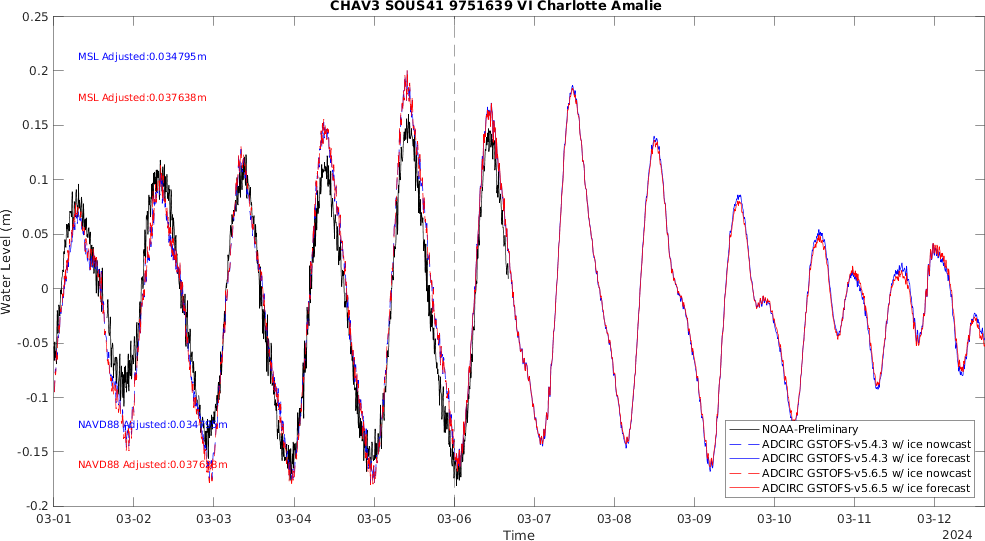 CHAV3 SOUS41 9751639 VI Charlotte Amalie
0.25
0.2
0.15
0.1
0.05
0
-0.05
-0.1
-0.15
-0.2
Water Level (m)
MSL Adjusted:0.034795m
MSL Adjusted:0.037638m
NAVD88 Adjusted:0.034795m
NAVD88 Adjusted:0.037638m
NOAA-Preliminary
ADCIRC GSTOFS-v5.4.3 w/ ice nowcast
ADCIRC GSTOFS-v5.4.3 w/ ice forecast
ADCIRC GSTOFS-v5.6.5 w/ ice nowcast
ADCIRC GSTOFS-v5.6.5 w/ ice forecast
03-01 03-02 03-03 03-04 03-05 03-06 03-07 03-08 03-09 03-10 03-11 03-12
Time
2024